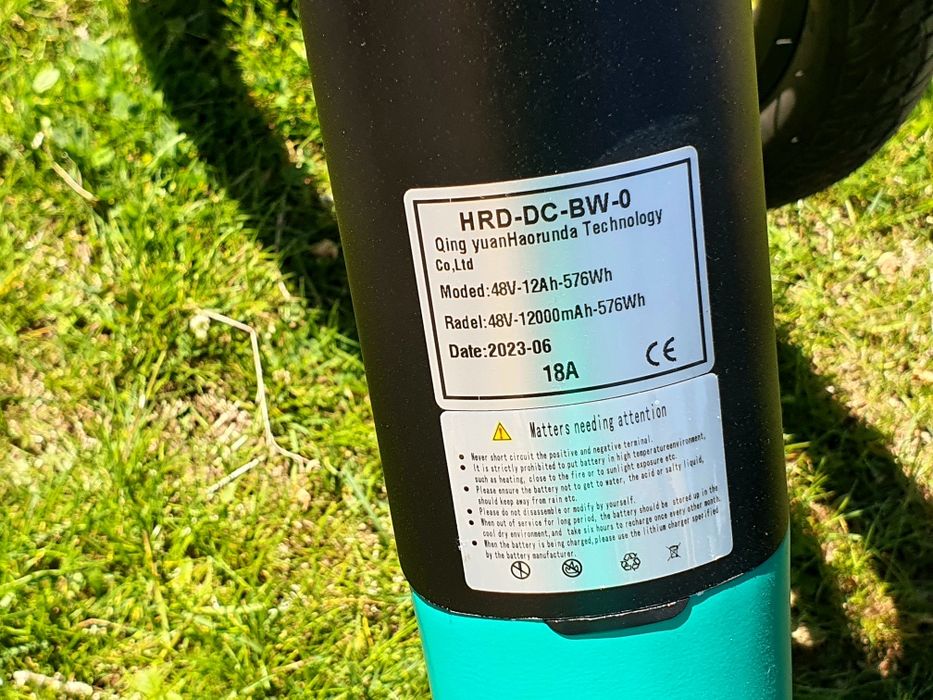 HRD-DC-BW-0
Qing yuanHaorunda Technology
Co,Ltd
Moded:48V-12Ah-576Wh
Radel:48V-12000mAh-576Wh
Date:2023-06
18A CE
Matters needing attention
● Never short circuit the positive and negative terminal.
● It is strictly prohibited to put battery in high temperatureenvironment,
such as heating, close to the fire or to sunlight exposure etc.
● Please ensure the battery not to get to water, the acid or salty liquid,
should keep away from rain etc.
● Please do not disassemble or modify by yourself.
● When out of service for long period, the battery should be stored up in the
cool dry environment,and take six hours to recharge once every other month.
● When the battery is being charged,please use the lithium charger specified
by the battery manufacturer.